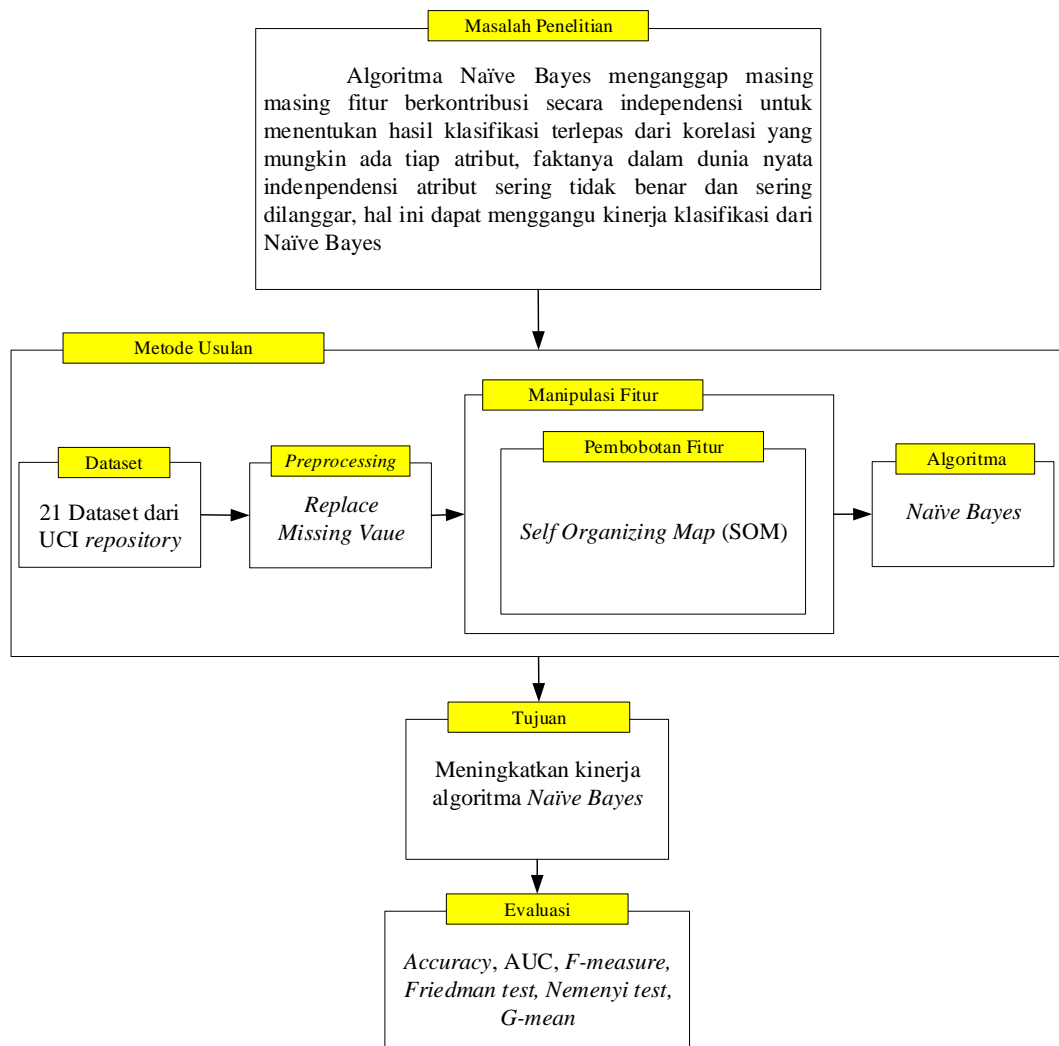 Masalah Penelitian
Algoritma Naïve Bayes menganggap masing
masing fitur berkontribusi secara independensi untuk
menentukan hasil klasifikasi terlepas dari korelasi yang
mungkin ada tiap atribut, faktanya dalam dunia nyata
indenpendensi atribut sering tidak benar dan sering
dilanggar, hal ini dapat menggangu kinerja klasifikasi dari
Naïve Bayes
Metode Usulan
Dataset
21 Dataset dari
UCI repository
Preprocessing
Replace
Missing Vaue
Manipulasi Fitur
Pembobotan Fitur
Self Organizing Map (SOM)
Algoritma
Naïve Bayes
Tujuan
Meningkatkan kinerja
algoritma Naïve Bayes
Evaluasi
Accuracy, AUC, F-measure,
Friedman test, Nemenyi test,
G-mean